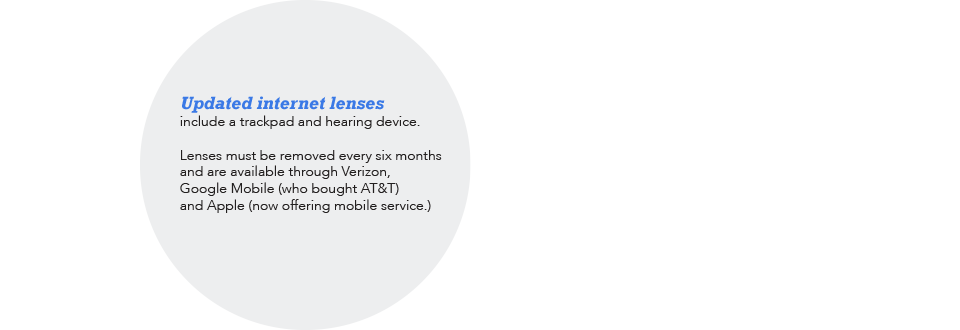 Updated internet lenses
include a trackpad and hearing device.
Lenses must be removed every six months
and are available through Verizon,
Google Mobile (who bought AT&T)
and Apple (now offering mobile service.)